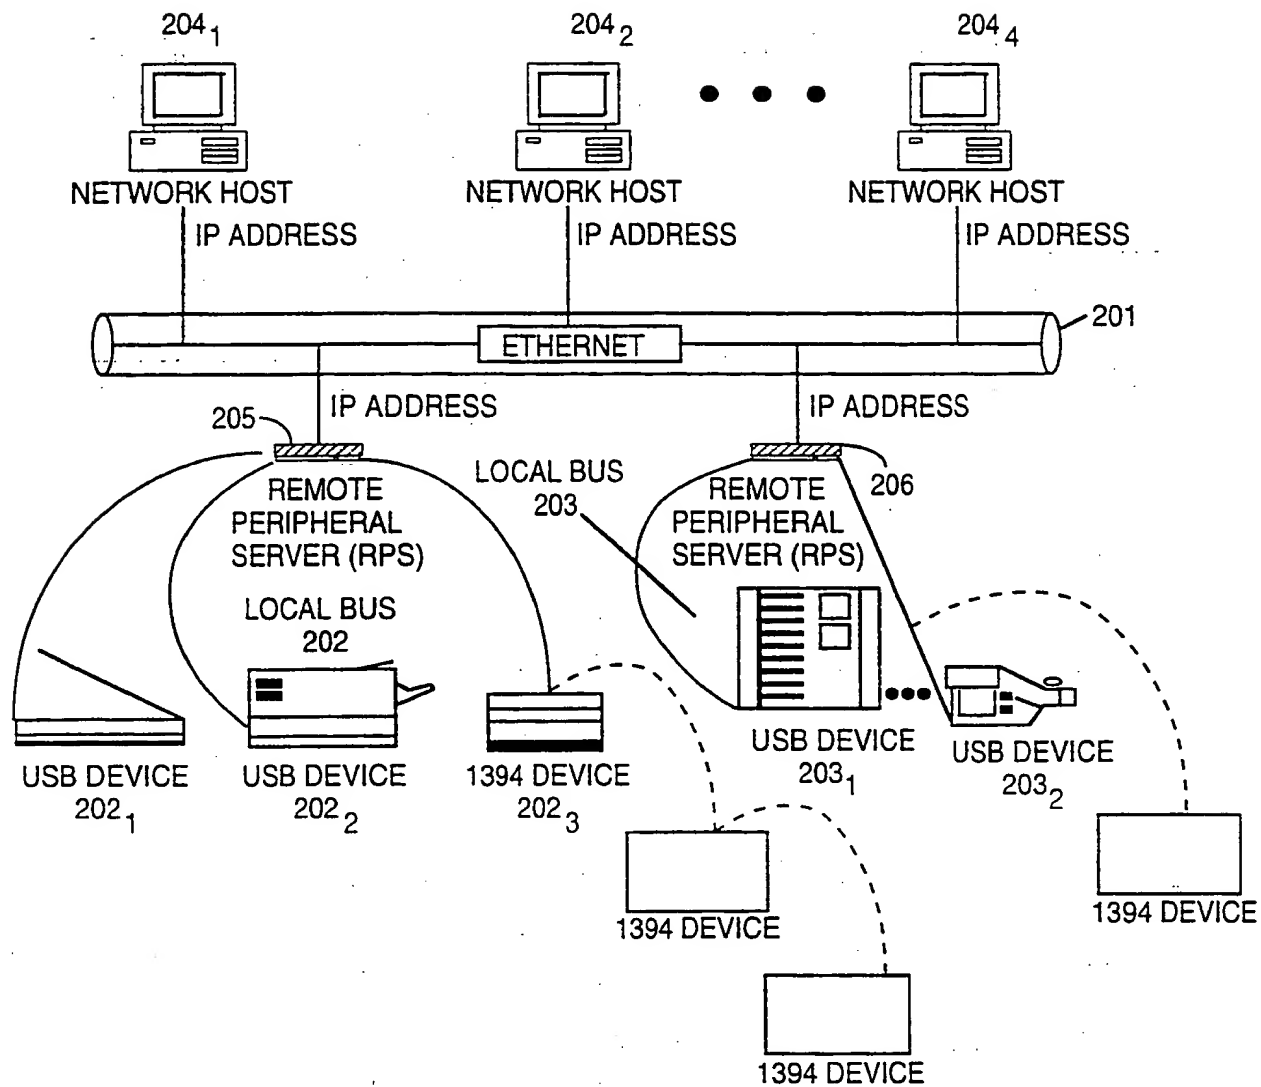 204 1
204 2
204 4
NETWORK HOST
NETWORK HOST
NETWORK HOST
IP ADDRESS
IP ADDRESS
IP ADDRESS
201
ETHERNET
IP ADDRESS
IP ADDRESS
205
206
REMOTE
PERIPHERAL
SERVER (RPS)
LOCAL BUS
203
REMOTE
PERIPHERAL
SERVER (RPS)
LOCAL BUS
202
USB DEVICE
202 1
USB DEVICE
202 2
1394 DEVICE
202 3
USB DEVICE
203 1
USB DEVICE
203 2
1394 DEVICE
1394 DEVICE
1394 DEVICE